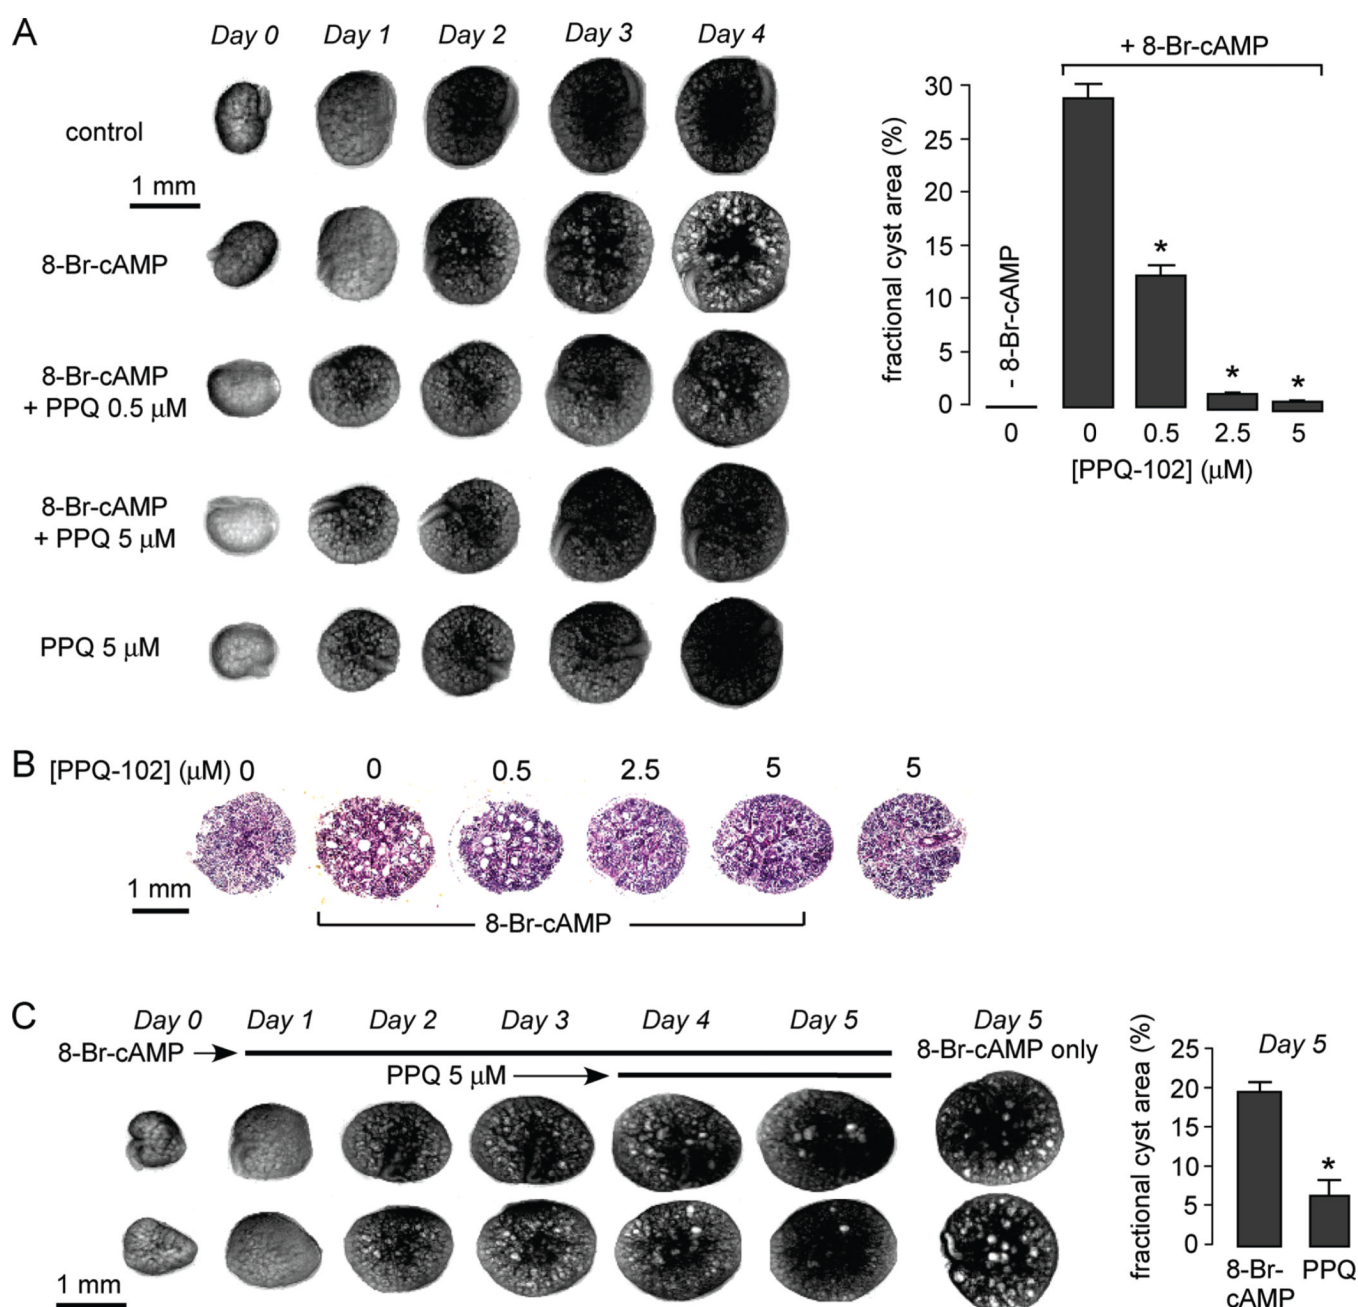 A
Day 0 Day 1 Day 2 Day 3 Day 4
control
1 mm
8-Br-cAMP
8-Br-cAMP
+ PPQ 0.5 μM
8-Br-cAMP
+ PPQ 5 μM
PPQ 5 μM
+ 8-Br-cAMP
fractional cyst area (%)
30
25
20
15
10
5
0
- 8-Br-cAMP
*
*
*
0 0 0.5 2.5 5
[PPQ-102] (μM)
B
[PPQ-102] (μM) 0 0 0.5 2.5 5 5
1 mm
8-Br-cAMP
C
Day 0 Day 1 Day 2 Day 3 Day 4 Day 5 Day 5
8-Br-cAMP 8-Br-cAMP only
PPQ 5 μM
1 mm
fractional cyst area (%)
25
20
15
10
5
0
Day 5
*
8-Br- PPQ
cAMP